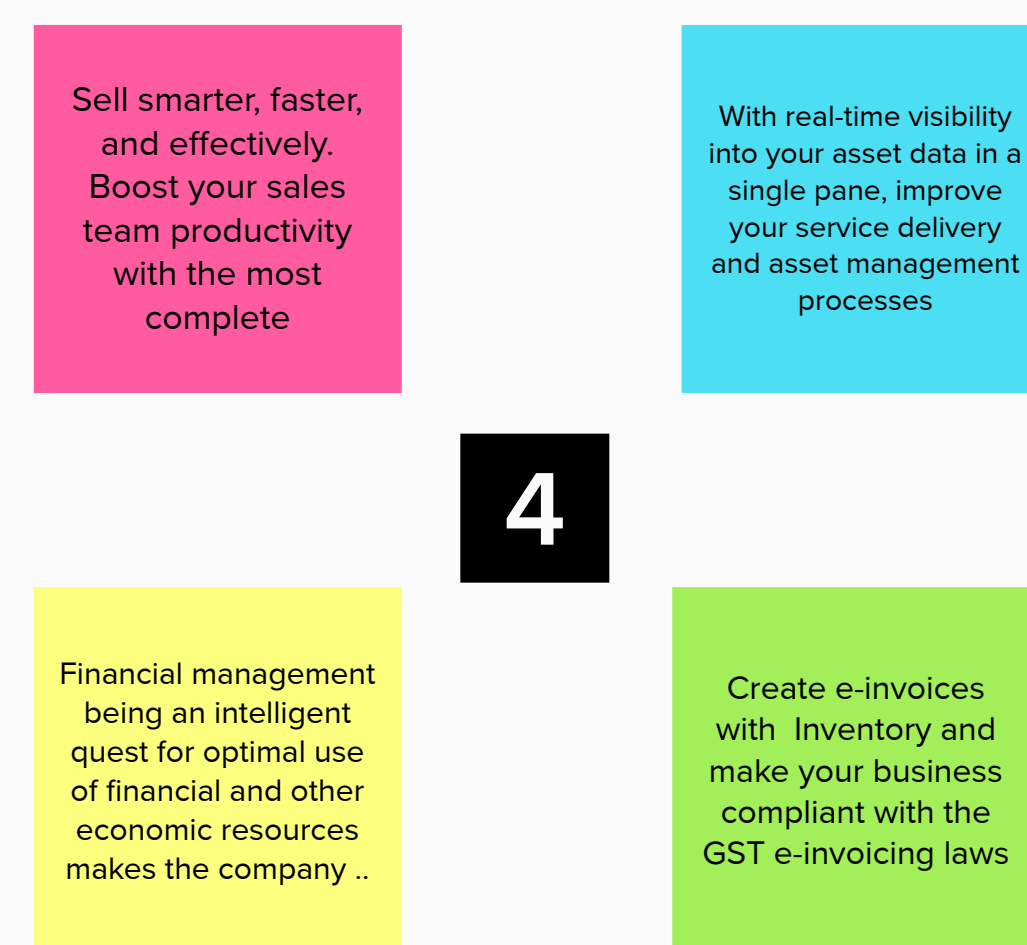 Sell smarter, faster,
and effectively.
Boost your sales
team productivity
with the most
complete
With real-time visibility
into your asset data in a
single pane, improve
your service delivery
and asset management
processes
4
Financial management
being an intelligent
quest for optimal use
of financial and other
economic resources
makes the company ..
Create e-invoices
with  Inventory and
make your business
compliant with the
GST e-invoicing laws